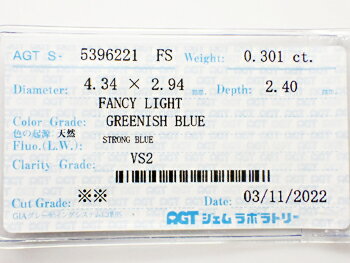 AGT S- 5396221 FS Weight: 0.301 ct.
Diameter: 4.34 × 2.94 mm. Depth: 2.40 mm.
FANCY LIGHT
Color Grade: GREENISH BLUE
色の起源 天然
Fluo.(L.W.): STRONG BLUE
Clarity Grade: VS2
Cut Grade: ※※ Date: 03/11/2022
AGT ジェムラボラトリー